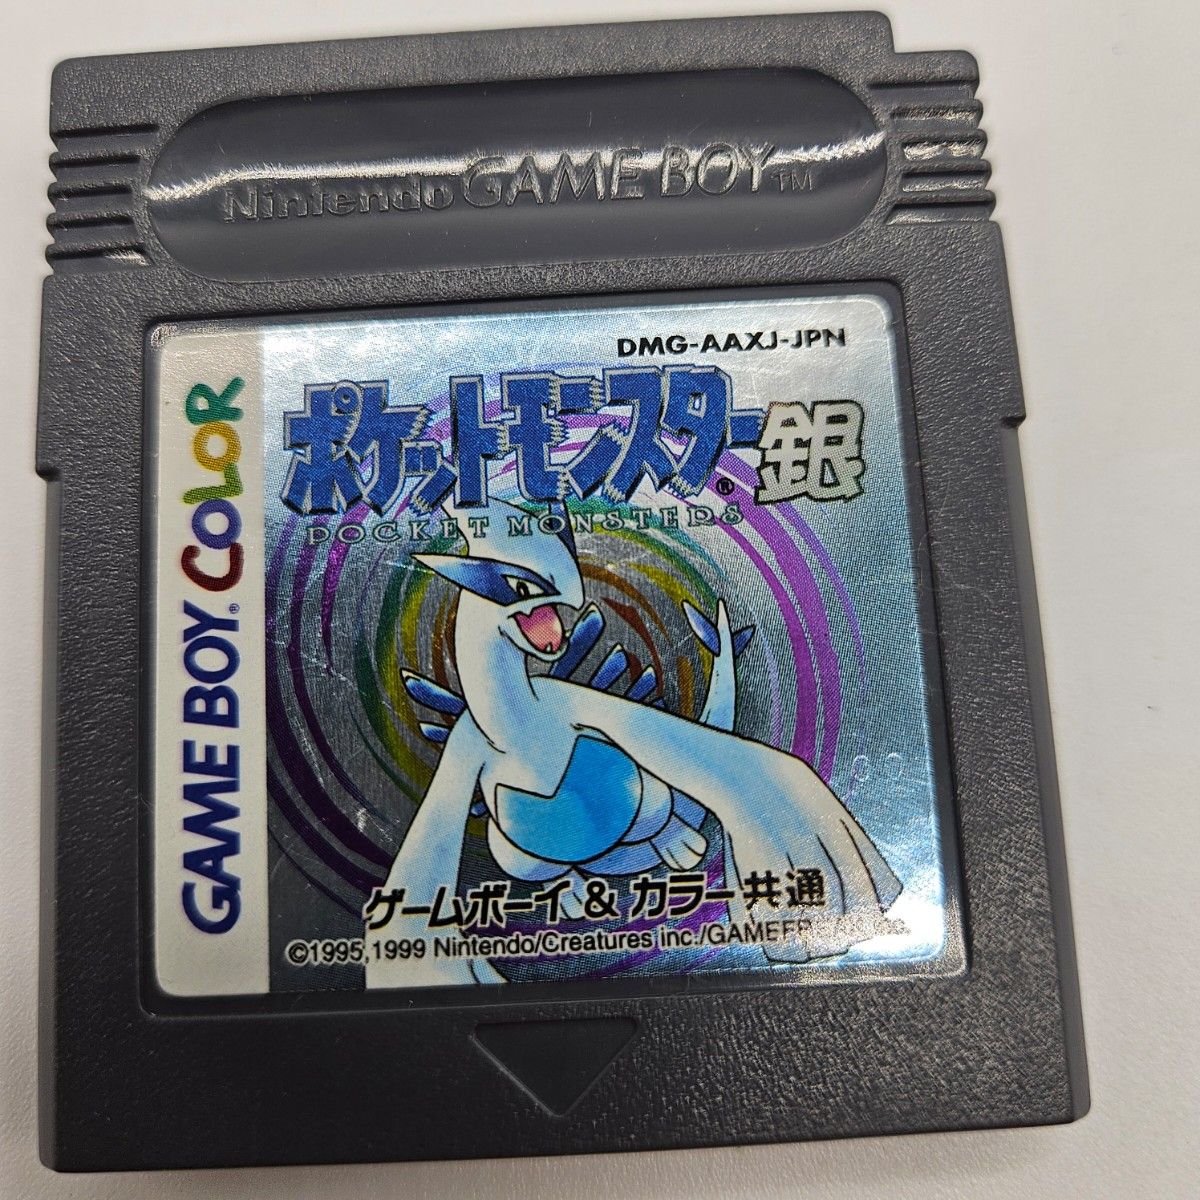 Nintendo GAME BOY™
DMG-AAXJ-JPN
ポケットモンスター®銀
POCKET MONSTERS
GAME BOY® COLOR
ゲームボーイ & カラー共通
©1995,1999 Nintendo/Creatures inc./GAMEFREAK